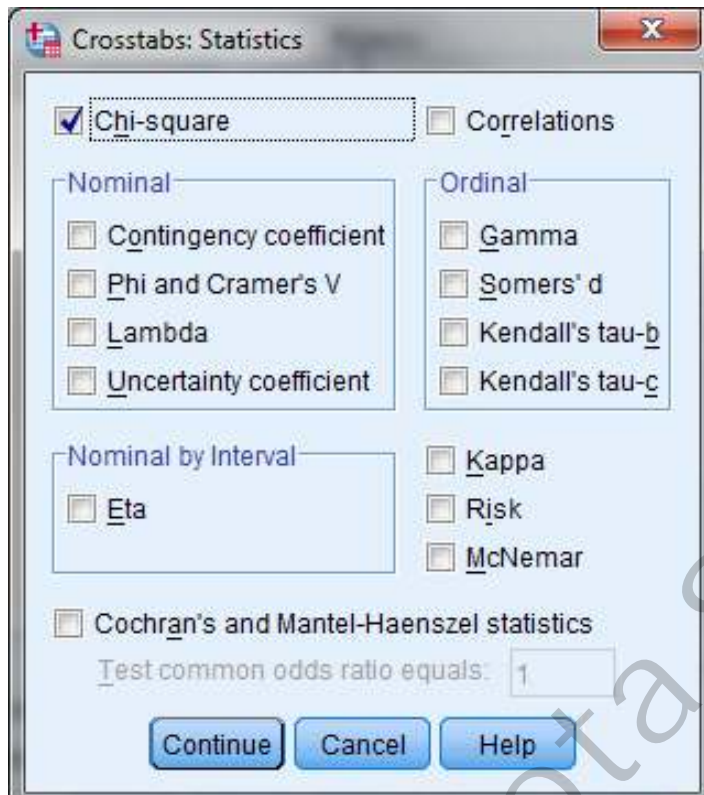 Crosstabs: Statistics
Chi-square
Correlations
Nominal
Contingency coefficient
Phi and Cramer's V
Lambda
Uncertainty coefficient
Ordinal
Gamma
Somers' d
Kendall's tau-b
Kendall's tau-c
Nominal by Interval
Eta
Kappa
Risk
McNemar
Cochran's and Mantel-Haenszel statistics
Test common odds ratio equals: 1
Continue Cancel Help